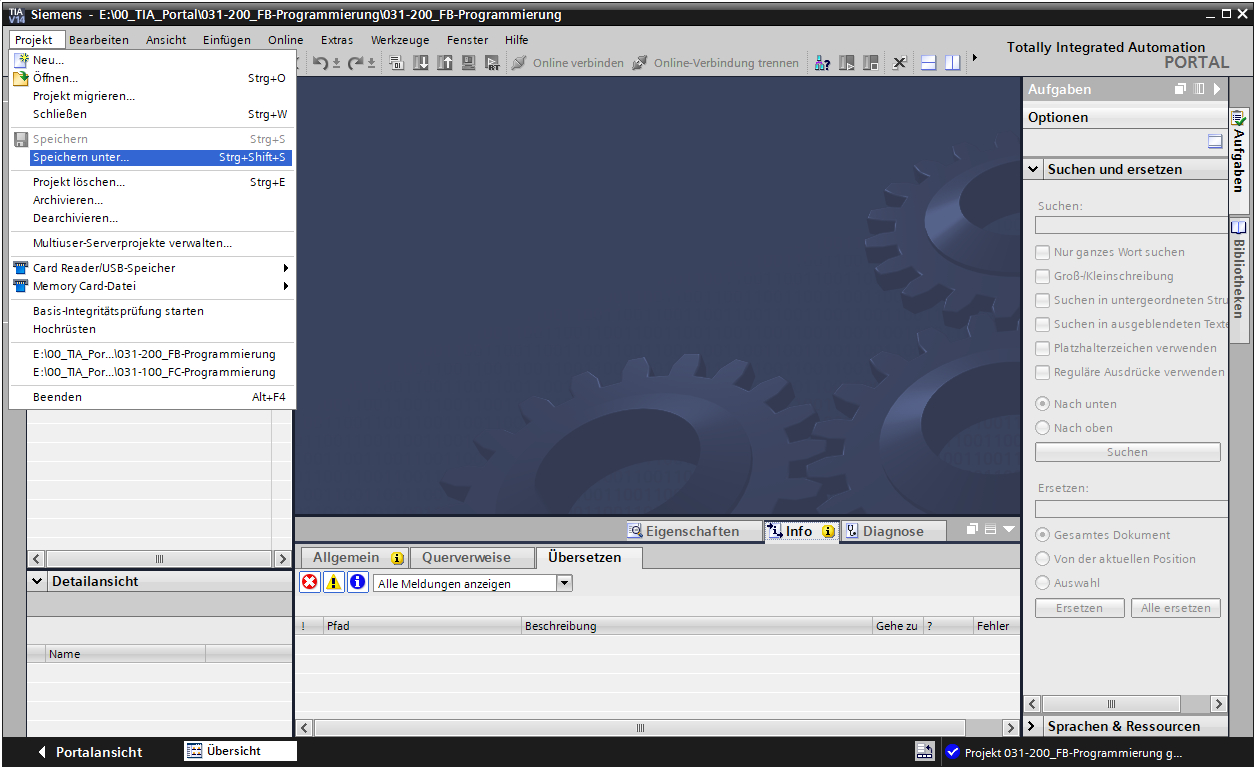 TIA V14 Siemens - E:\00_TIA_Portal\031-200_FB-Programmierung\031-200_FB-Programmierung
Projekt Bearbeiten Ansicht Einfügen Online Extras Werkzeuge Fenster Hilfe
Online verbinden Online-Verbindung trennen
Totally Integrated Automation
PORTAL
Neu...
Öffnen... Strg+O
Projekt migrieren...
Schließen Strg+W
Speichern Strg+S
Speichern unter... Strg+Shift+S
Projekt löschen... Strg+E
Archivieren...
Dearchivieren...
Multiuser-Serverprojekte verwalten...
Card Reader/USB-Speicher
Memory Card-Datei
Basis-Integritätsprüfung starten
Hochrüsten
E:\00_TIA_Por...\031-200_FB-Programmierung
E:\00_TIA_Por...\031-100_FC-Programmierung
Beenden Alt+F4
Detailansicht
Name
Eigenschaften Info Diagnose
Allgemein Querverweise Übersetzen
Alle Meldungen anzeigen
! Pfad Beschreibung Gehe zu ? Fehler
Aufgaben
Optionen
Suchen und ersetzen
Suchen:
Nur ganzes Wort suchen
Groß-/Kleinschreibung
Suchen in untergeordneten Stru
Suchen in ausgeblendeten Texte
Platzhalterzeichen verwenden
Reguläre Ausdrücke verwenden
Nach unten
Nach oben
Suchen
Ersetzen:
Gesamtes Dokument
Von der aktuellen Position
Auswahl
Ersetzen Alle ersetzen
Sprachen & Ressourcen
Aufgaben
Bibliotheken
Portalansicht Übersicht Projekt 031-200_FB-Programmierung g...